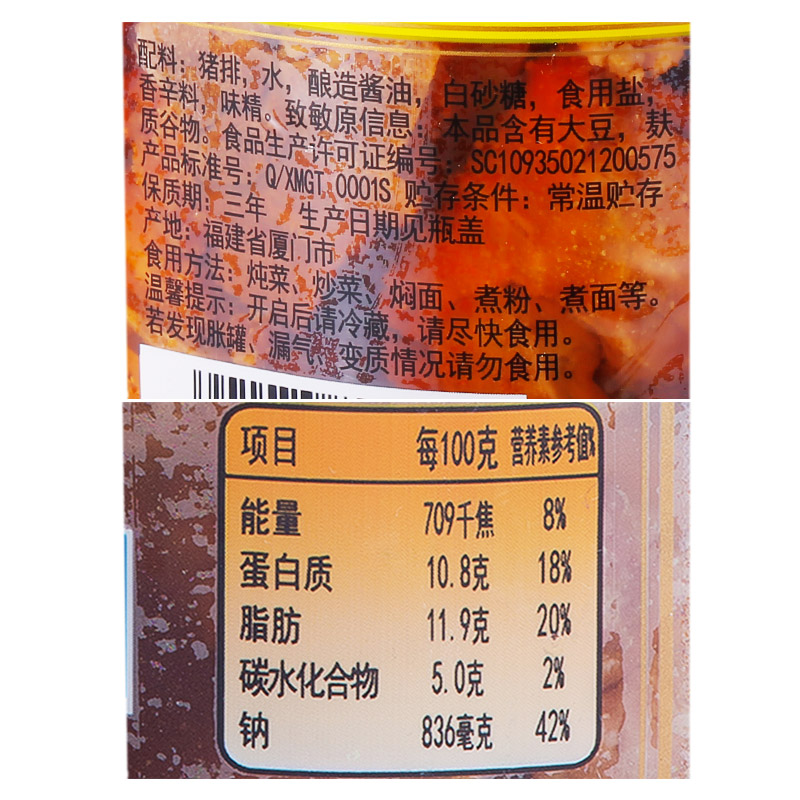 配料：猪排，水，酿造酱油，白砂糖，食用盐，
香辛料，味精。致敏原信息：本品含有大豆，麸
质谷物。食品生产许可证编号：SC10935021200575
产品标准号：Q/XMGT 0001S 贮存条件：常温贮存
保质期：三年 生产日期见瓶盖
产地：福建省厦门市
食用方法：炖菜、炒菜、焖面、煮粉、煮面等。
温馨提示：开启后请冷藏，请尽快食用。
若发现胀罐、漏气、变质情况请勿食用。
项目 每100克 营养素参考值%
能量 709千焦 8%
蛋白质 10.8克 18%
脂肪 11.9克 20%
碳水化合物 5.0克 2%
钠 836毫克 42%